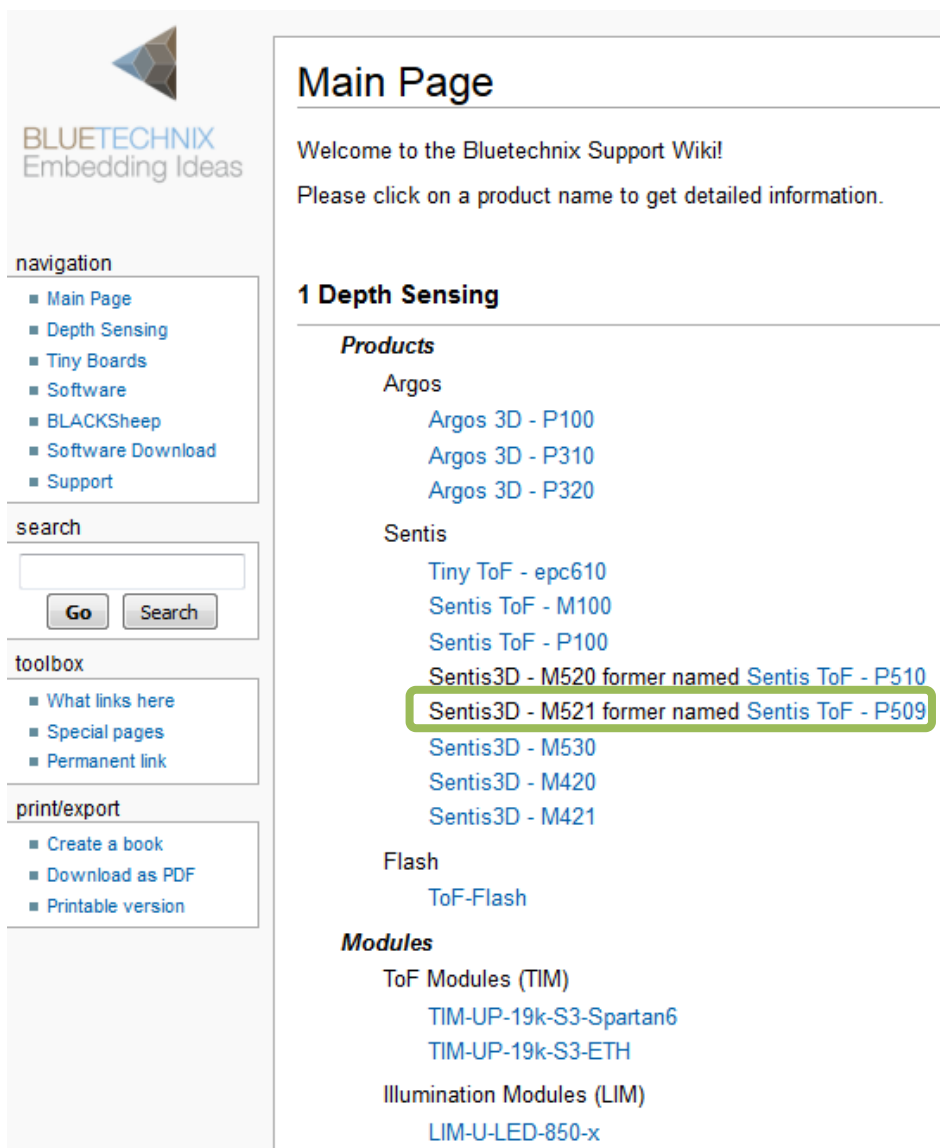 BLUETECHNIX
Embedding Ideas
navigation
Main Page
Depth Sensing
Tiny Boards
Software
BLACKSheep
Software Download
Support
search
Go Search
toolbox
What links here
Special pages
Permanent link
print/export
Create a book
Download as PDF
Printable version
Main Page
Welcome to the Bluetechnix Support Wiki!
Please click on a product name to get detailed information.
1 Depth Sensing
Products
Argos
Argos 3D - P100
Argos 3D - P310
Argos 3D - P320
Sentis
Tiny ToF - epc610
Sentis ToF - M100
Sentis ToF - P100
Sentis3D - M520 former named Sentis ToF - P510
Sentis3D - M521 former named Sentis ToF - P509
Sentis3D - M530
Sentis3D - M420
Sentis3D - M421
Flash
ToF-Flash
Modules
ToF Modules (TIM)
TIM-UP-19k-S3-Spartan6
TIM-UP-19k-S3-ETH
Illumination Modules (LIM)
LIM-U-LED-850-x